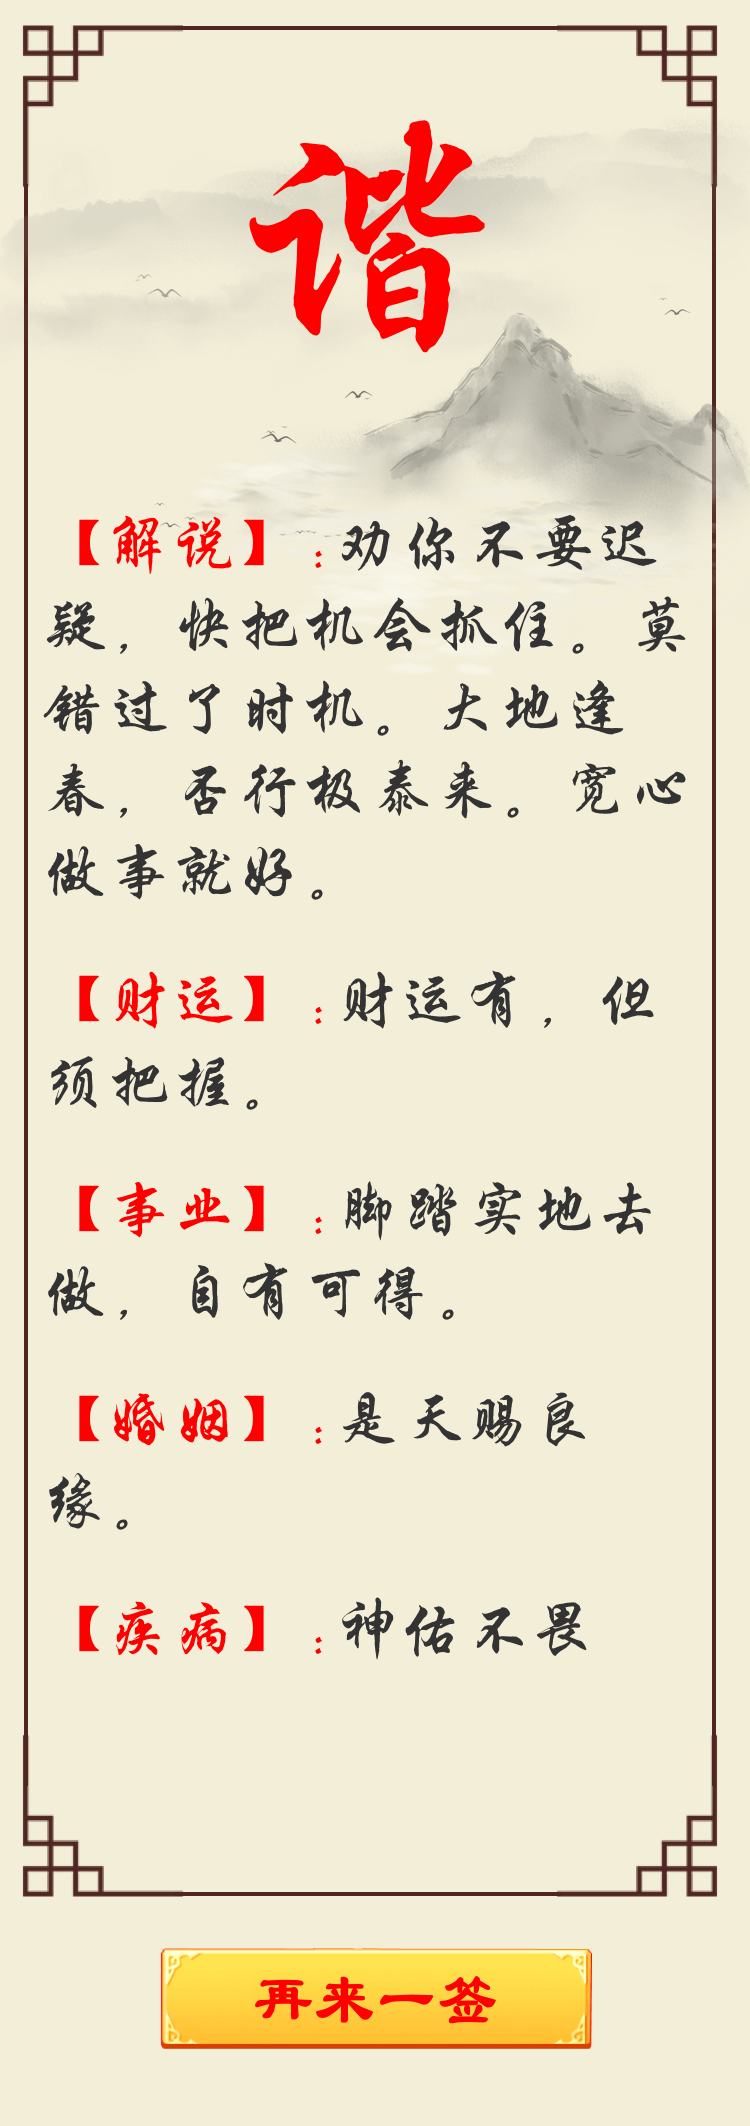 谐
【解说】:劝你不要迟
疑，快把机会抓住。莫
错过了时机。大地逢
春，否行极泰来。宽心
做事就好。
【财运】:财运有，但
须把握。
【事业】:脚踏实地去
做，自有可得。
【婚姻】:是天赐良
缘。
【疾病】:神佑不畏
再来一签